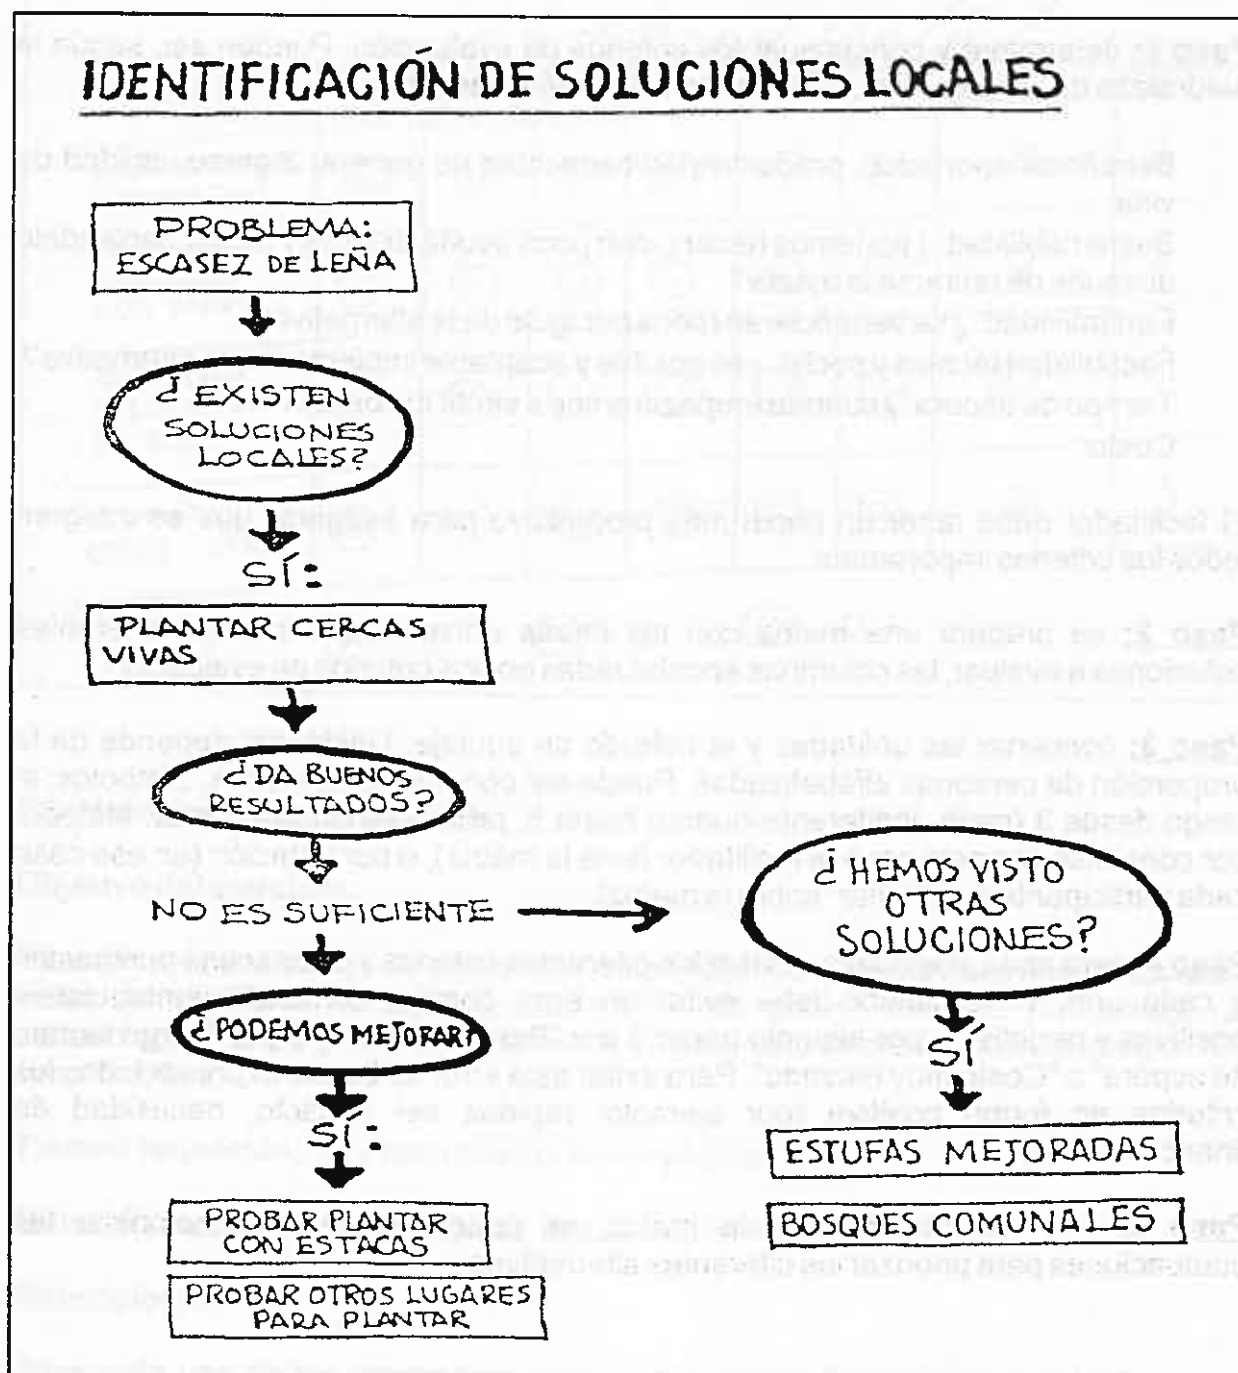 IDENTIFICACIÓN DE SOLUCIONES LOCALES
PROBLEMA:
ESCASEZ DE LEÑA
¿EXISTEN
SOLUCIONES
LOCALES?
SÍ:
PLANTAR CERCAS
VIVAS
¿DA BUENOS
RESULTADOS?
NO ES SUFICIENTE
¿PODEMOS MEJORAR?
SÍ:
PROBAR PLANTAR
CON ESTACAS
PROBAR OTROS LUGARES
PARA PLANTAR
¿HEMOS VISTO
OTRAS
SOLUCIONES?
SÍ
ESTUFAS MEJORADAS
BOSQUES COMUNALES